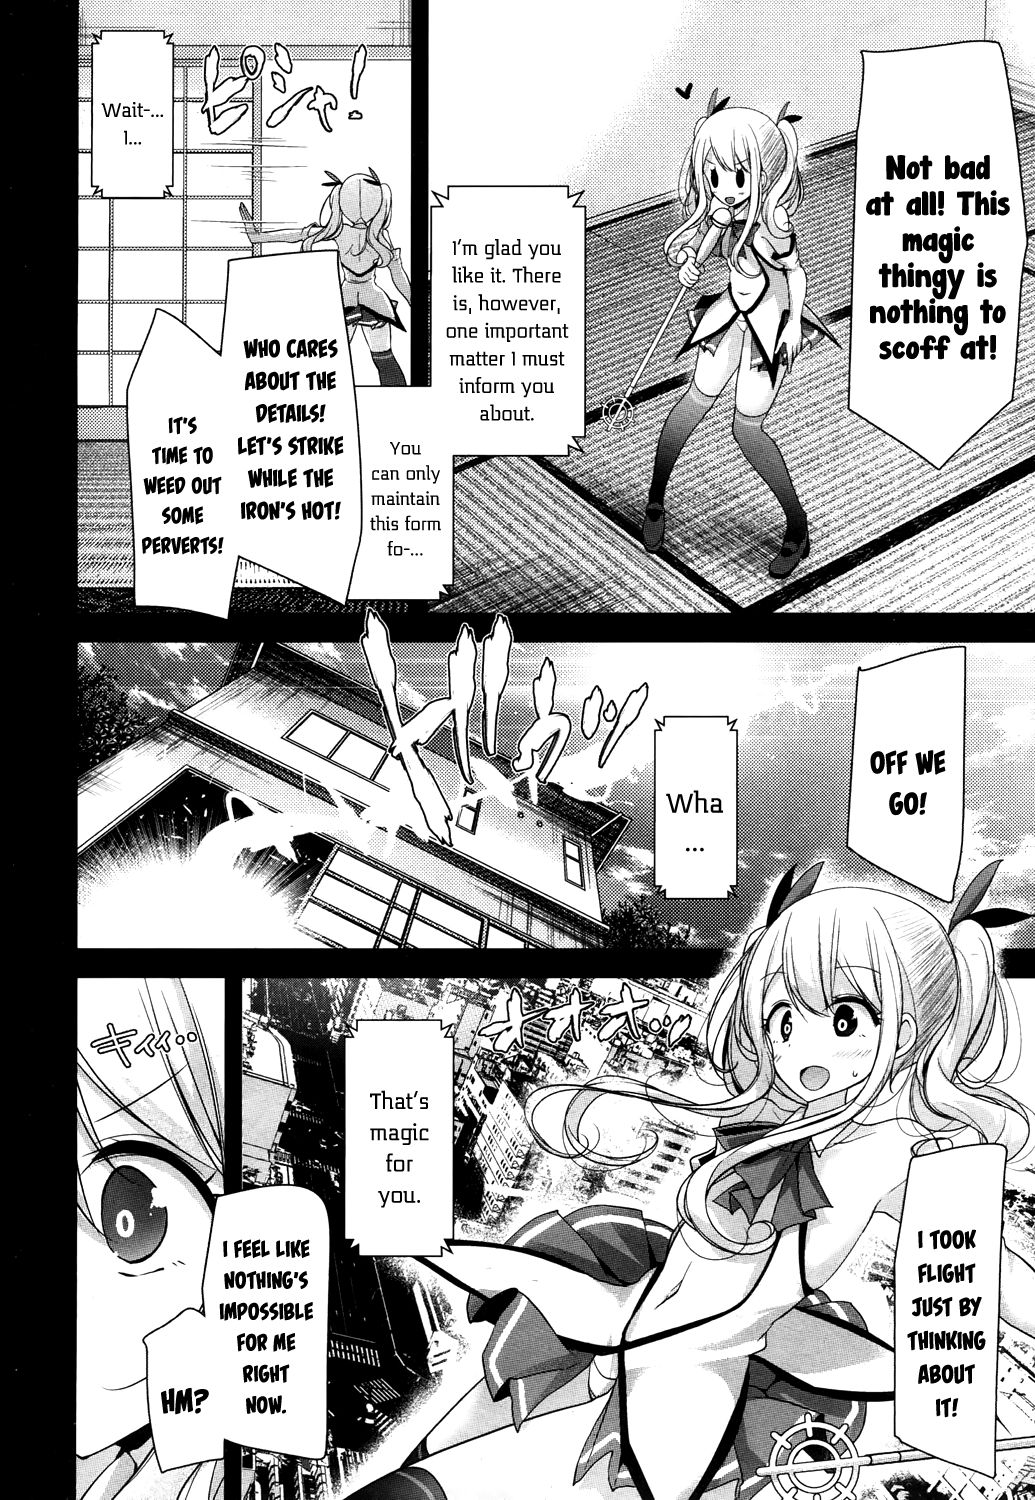 Not bad
at all! This
magic
thingy is
nothing to
scoff at!
I'm glad you
like it. There
is, however,
one important
matter I must
inform you
about.
You
can only
maintain
this form
fo-...
ピシャ!
WHO CARES
ABOUT THE
DETAILS!
LET'S STRIKE
WHILE THE
IRON'S HOT!
IT'S
TIME TO
WEED OUT
SOME
PERVERTS!
Wait-...
I...
OFF WE
GO!
Wha
...
I TOOK
FLIGHT
JUST BY
THINKING
ABOUT
IT!
オオオ...
That's
magic
for
you.
I FEEL LIKE
NOTHING'S
IMPOSSIBLE
FOR ME
RIGHT
NOW.
HM?
キィィ..